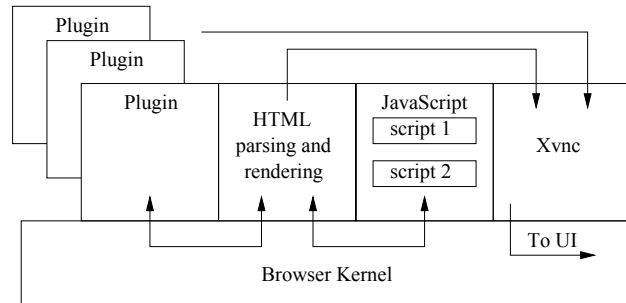 Plugin
Plugin
Plugin
HTML
parsing and
rendering
JavaScript
script 1
script 2
Xvnc
To UI
Browser Kernel